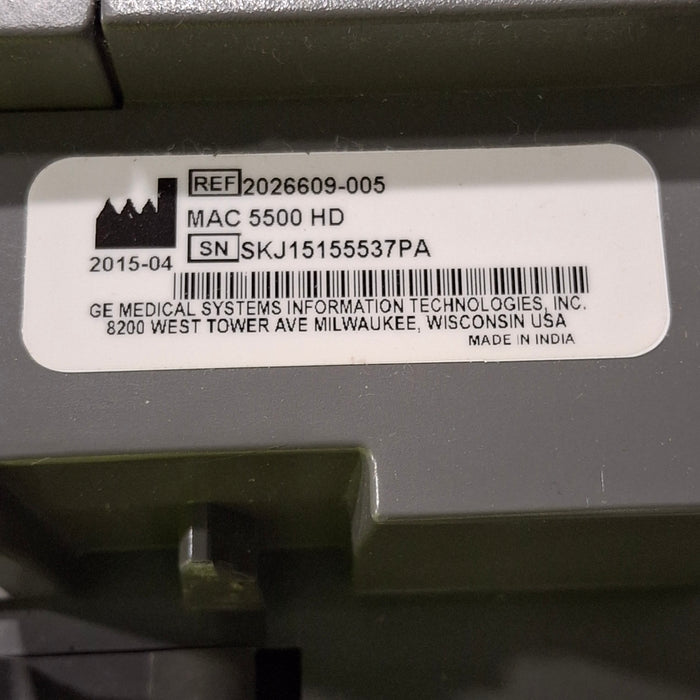 REF 2026609-005
MAC 5500 HD
SN SKJ15155537PA
2015-04
GE MEDICAL SYSTEMS INFORMATION TECHNOLOGIES, INC.
8200 WEST TOWER AVE MILWAUKEE, WISCONSIN USA
MADE IN INDIA